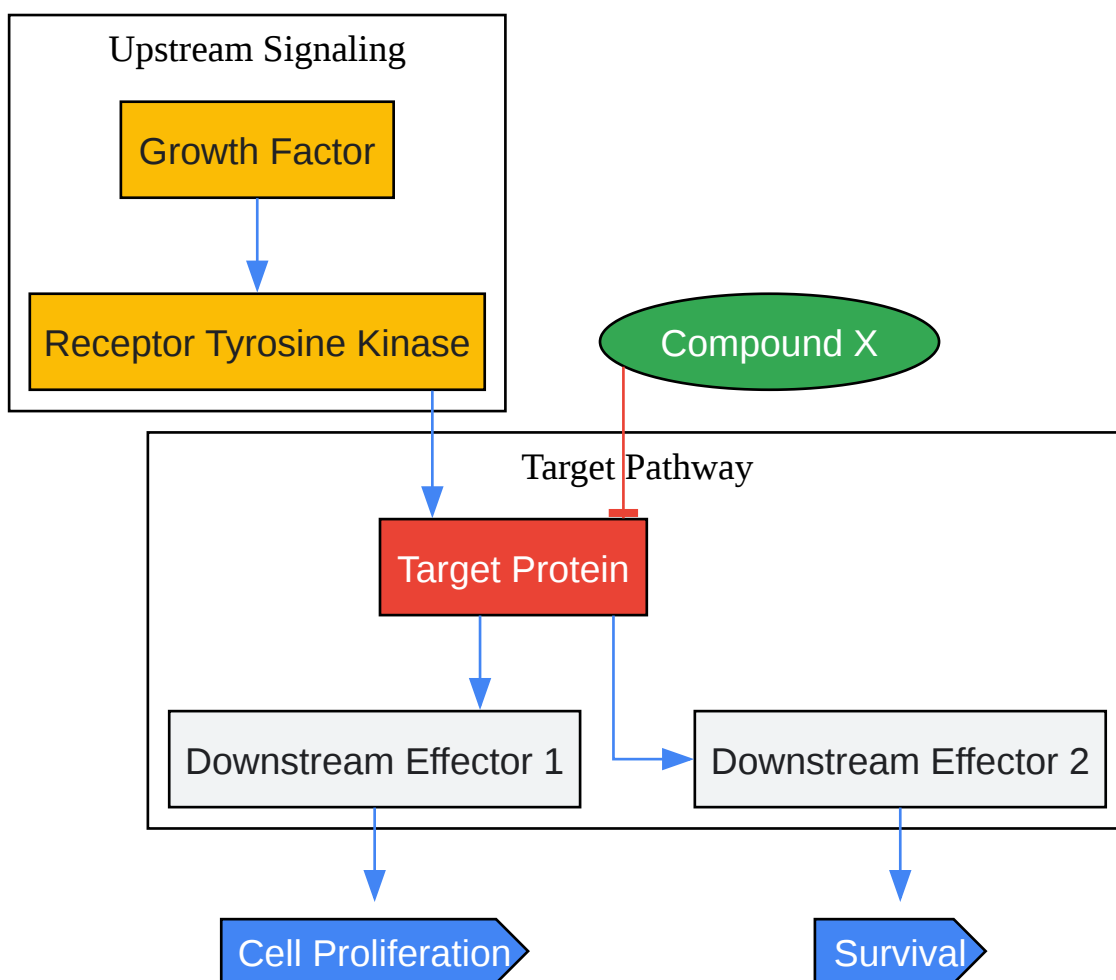 Upstream Signaling
Growth Factor
Receptor Tyrosine Kinase
Compound X
Target Pathway
Target Protein
Downstream Effector 1
Downstream Effector 2
Cell Proliferation
Survival